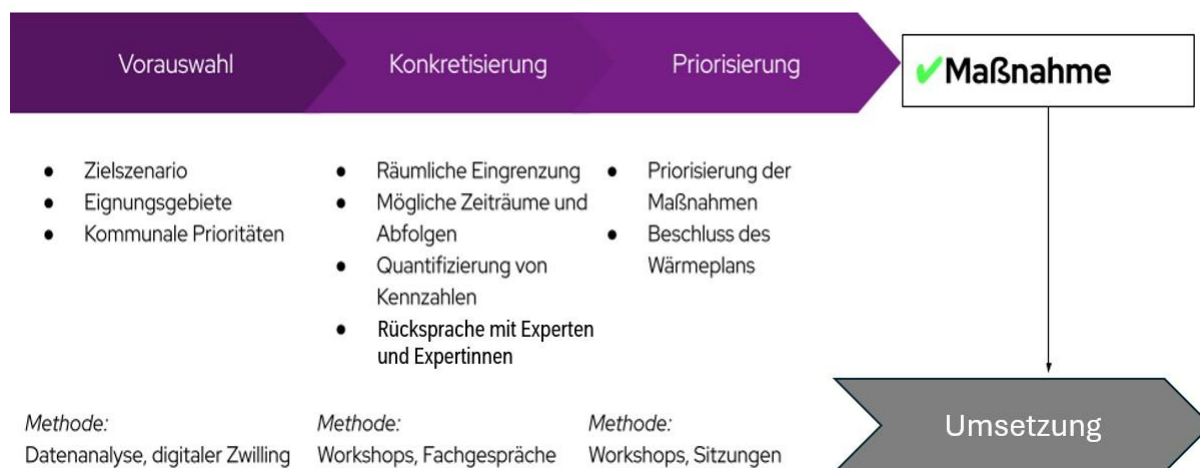 Vorauswahl
Konkretisierung
Priorisierung
✔Maßnahme
• Zielszenario
• Eignungsgebiete
• Kommunale Prioritäten
• Räumliche Eingrenzung
• Mögliche Zeiträume und
Abfolgen
• Quantifizierung von
Kennzahlen
• Rücksprache mit Experten
und Expertinnen
• Priorisierung der
Maßnahmen
• Beschluss des
Wärmeplans
Methode:
Datenanalyse, digitaler Zwilling
Methode:
Workshops, Fachgespräche
Methode:
Workshops, Sitzungen
Umsetzung